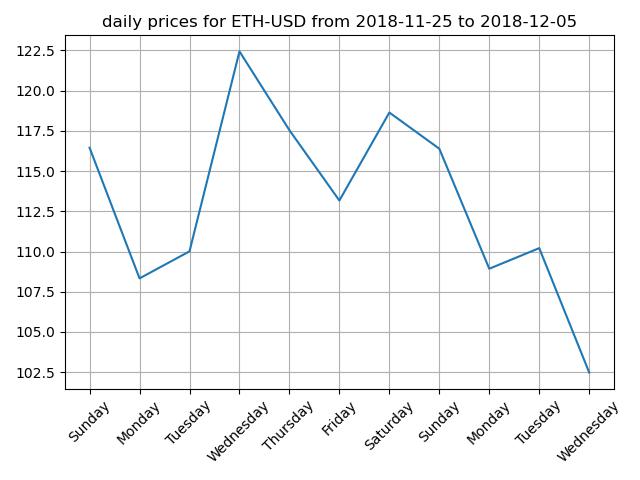 daily prices for ETH-USD from 2018-11-25 to 2018-12-05
122.5
120.0
117.5
115.0
112.5
110.0
107.5
105.0
102.5
Sunday
Monday
Tuesday
Wednesday
Thursday
Friday
Saturday
Sunday
Monday
Tuesday
Wednesday